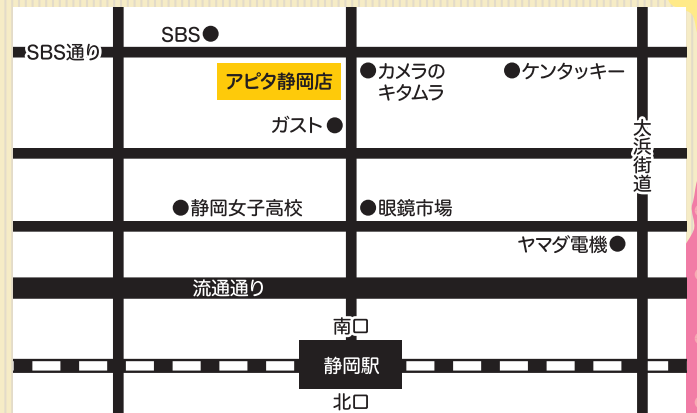 SBS
SBS通り
アピタ静岡店
カメラの
キタムラ
ケンタッキー
ガスト
大浜街道
静岡女子高校
眼鏡市場
ヤマダ電機
流通通り
南口
静岡駅
北口